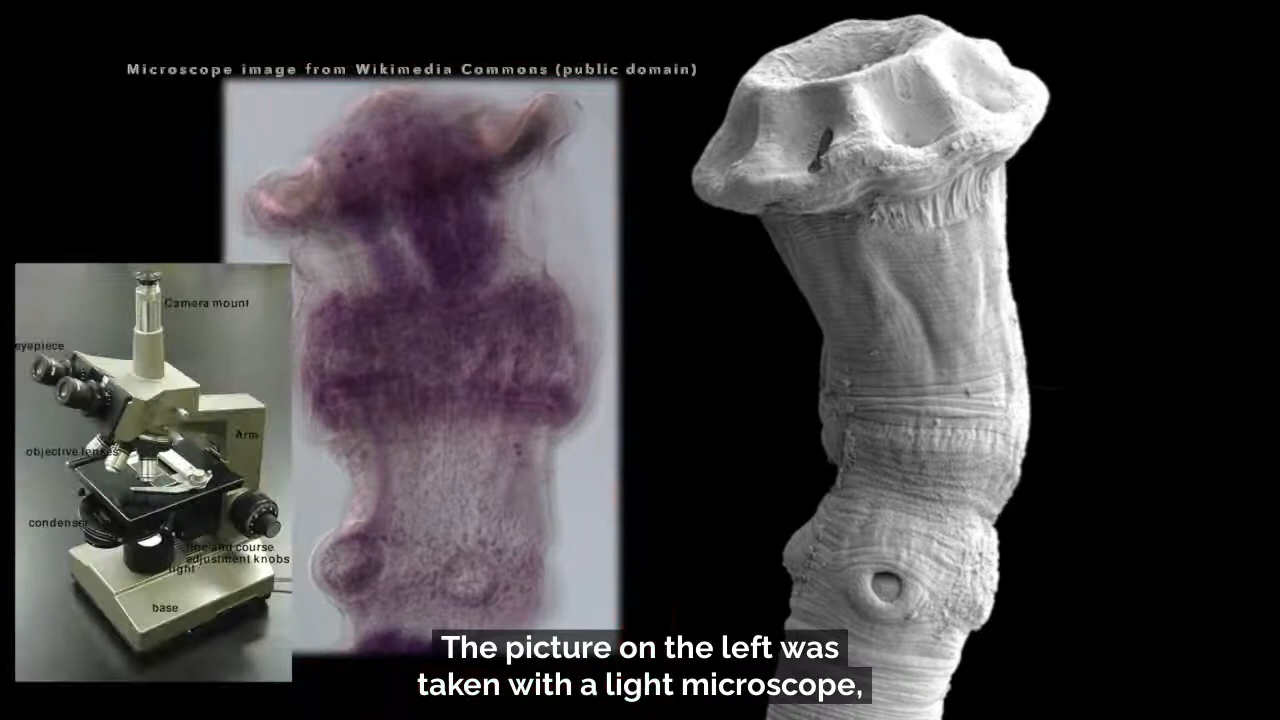 Microscope image from Wikimedia Commons (public domain)
Camera mount
eyepiece
Arm
objective lenses
condenser
fine and course
adjustment knobs
light
base
The picture on the left was
taken with a light microscope,